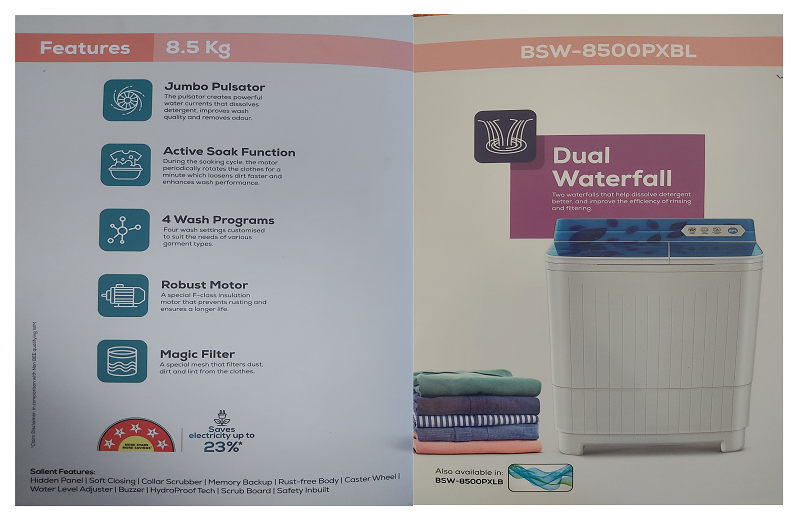 Features 8.5 Kg
Jumbo Pulsator
The pulsator creates powerful
water currents that dissolves
detergent, improves wash
quality and removes odour.
Active Soak Function
During the soaking cycle, the motor
periodically rotates the clothes for a
minute which loosens dirt faster and
enhances wash performance.
4 Wash Programs
Four wash settings customised
to suit the needs of various
garment types.
Robust Motor
A special F-class insulation
motor that prevents rusting and
ensures a longer life.
Magic Filter
A special mesh that filters dust,
dirt and lint from the clothes.
*Claim Disclaimer: in comparison with Non BEE qualifying norm
MORE STARS
MORE SAVINGS
Saves
electricity up to
23%*
Salient Features:
Hidden Panel | Soft Closing | Collar Scrubber | Memory Backup | Rust-free Body | Caster Wheel |
Water Level Adjuster | Buzzer | HydraProof Tech | Scrub Board | Safety Inbuilt
BSW-8500PXBL
Dual
Waterfall
Two waterfalls that help dissolve detergent
better, and improve the efficiency of rinsing
and filtering.
Also available in:
BSW-8500PXLB